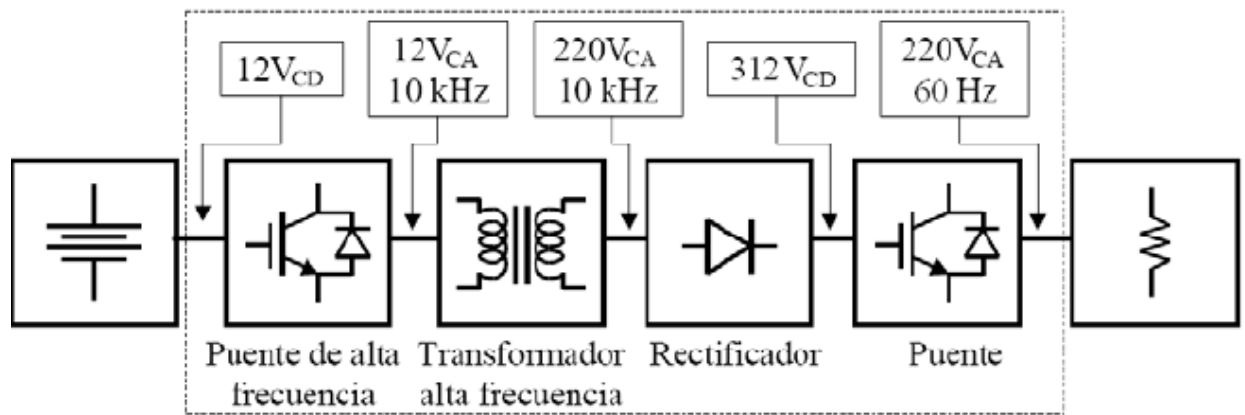 12V_CD
12V_CA
10 kHz
220V_CA
10 kHz
312 V_CD
220V_CA
60 Hz
Puente de alta
frecuencia
Transformador
alta frecuencia
Rectificador
Puente